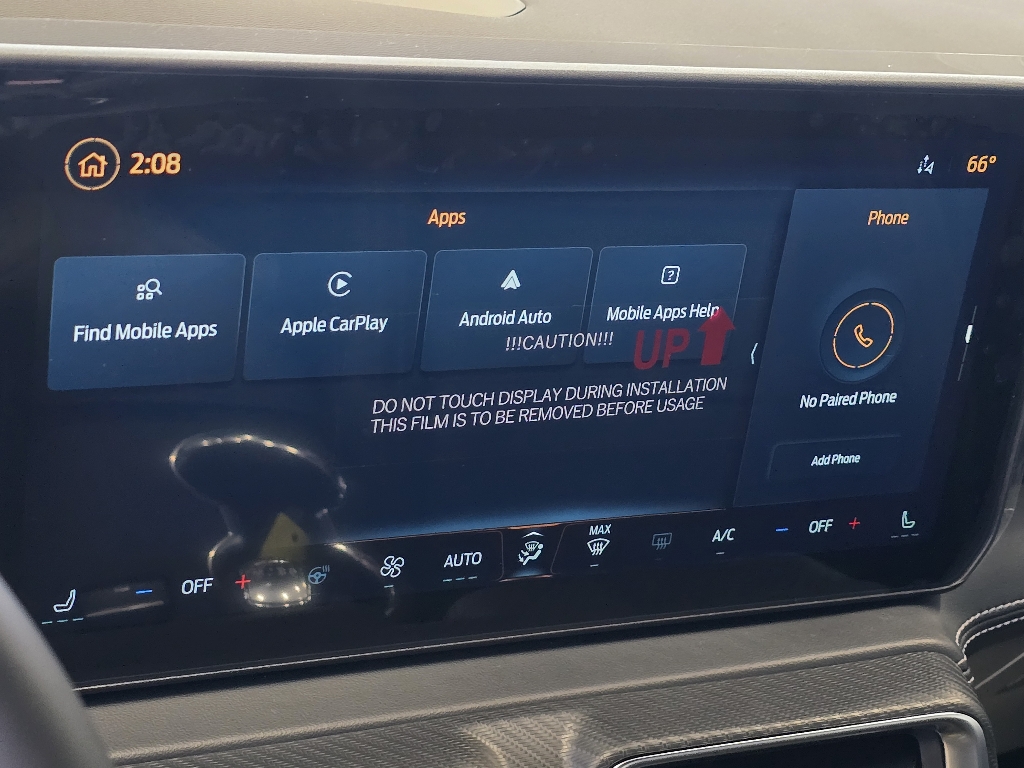 2:08
66°
Apps
Phone
Find Mobile Apps
Apple CarPlay
Android Auto
Mobile Apps Help
!!!CAUTION!!!
UP
DO NOT TOUCH DISPLAY DURING INSTALLATION
THIS FILM IS TO BE REMOVED BEFORE USAGE
No Paired Phone
Add Phone
- OFF +
AUTO
MAX
A/C
- OFF +